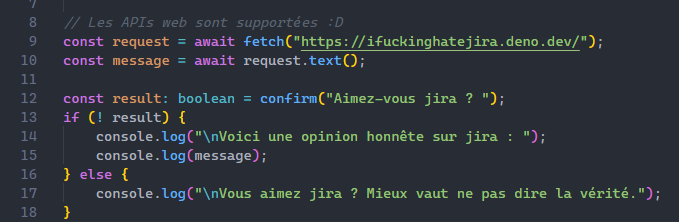 7
8 // Les APIs web sont supportées :D
9 const request = await fetch("https://ifuckinghatejira.deno.dev/");
10 const message = await request.text();
11
12 const result: boolean = confirm("Aimez-vous jira ? ");
13 if (! result) {
14 console.log("\nVoici une opinion honnête sur jira : ");
15 console.log(message);
16 } else {
17 console.log("\nVous aimez jira ? Mieux vaut ne pas dire la vérité.");
18 }